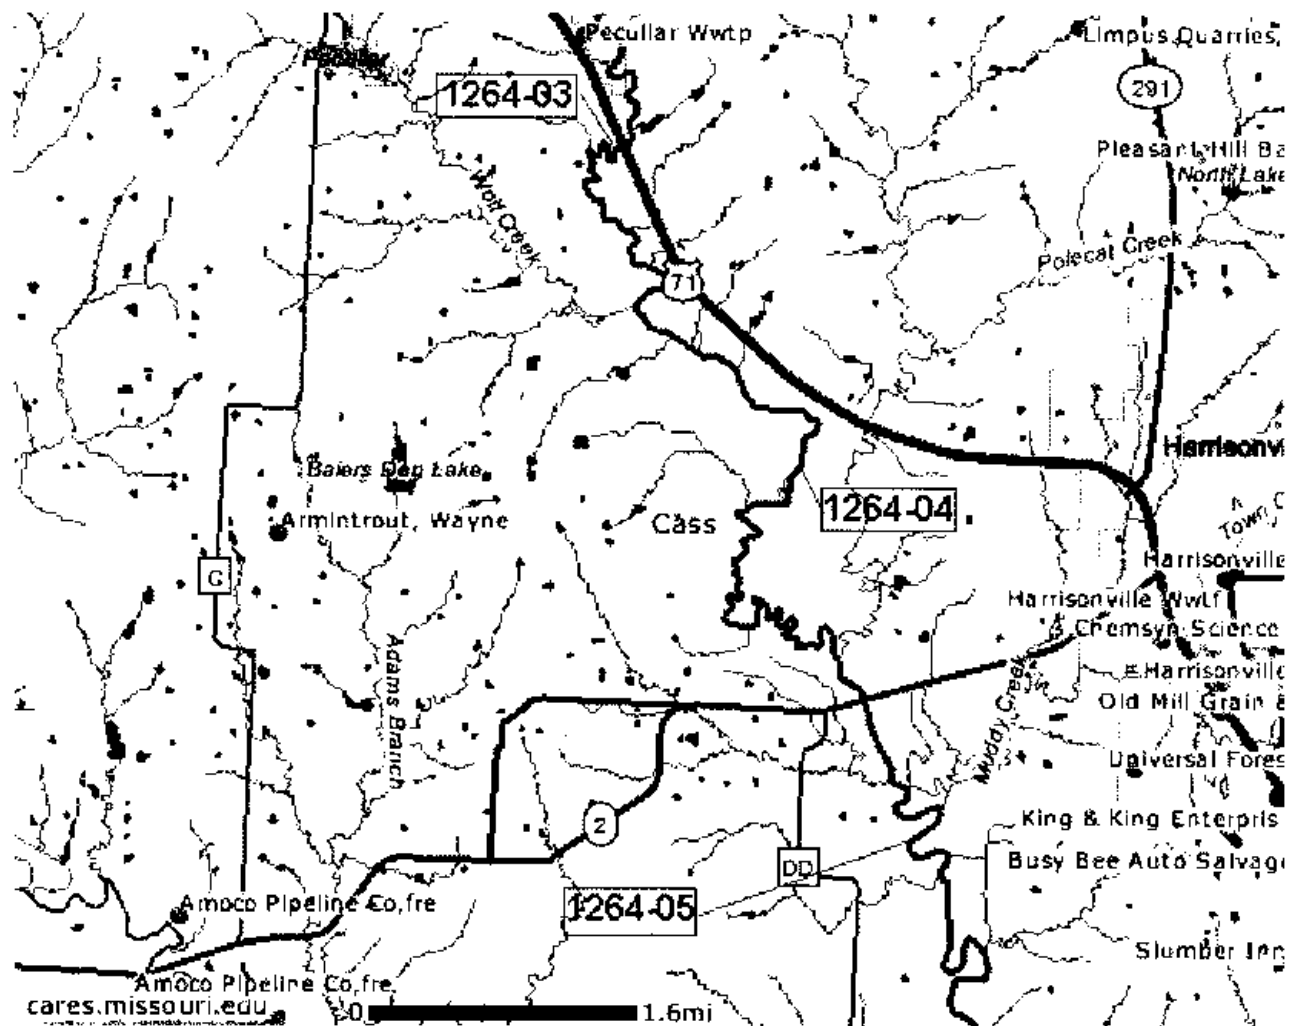 Peculiar Wwtp
Limpus Quarries,
Peculiar
1264-03
291
Pleasant Hill Ba
North Lake
Wolf Creek
Polecat Creek
71
Harrisonvi
Baiers Dan Lake
Armintrout, Wayne
Cass
1264-04
Town C
G
Harrisonville
Harrisonville Wwtf
Chemsyn Science
Harrisonville
Adams Branch
Muddy Creek
Old Mill Grain &
Universal Fores
2
King & King Enterpris
DD
Busy Bee Auto Salvage
Amoco Pipeline Co,fre
1264-05
Slumber Inn
Amoco Pipeline Co,fre
cares.missouri.edu
0 1.6mi